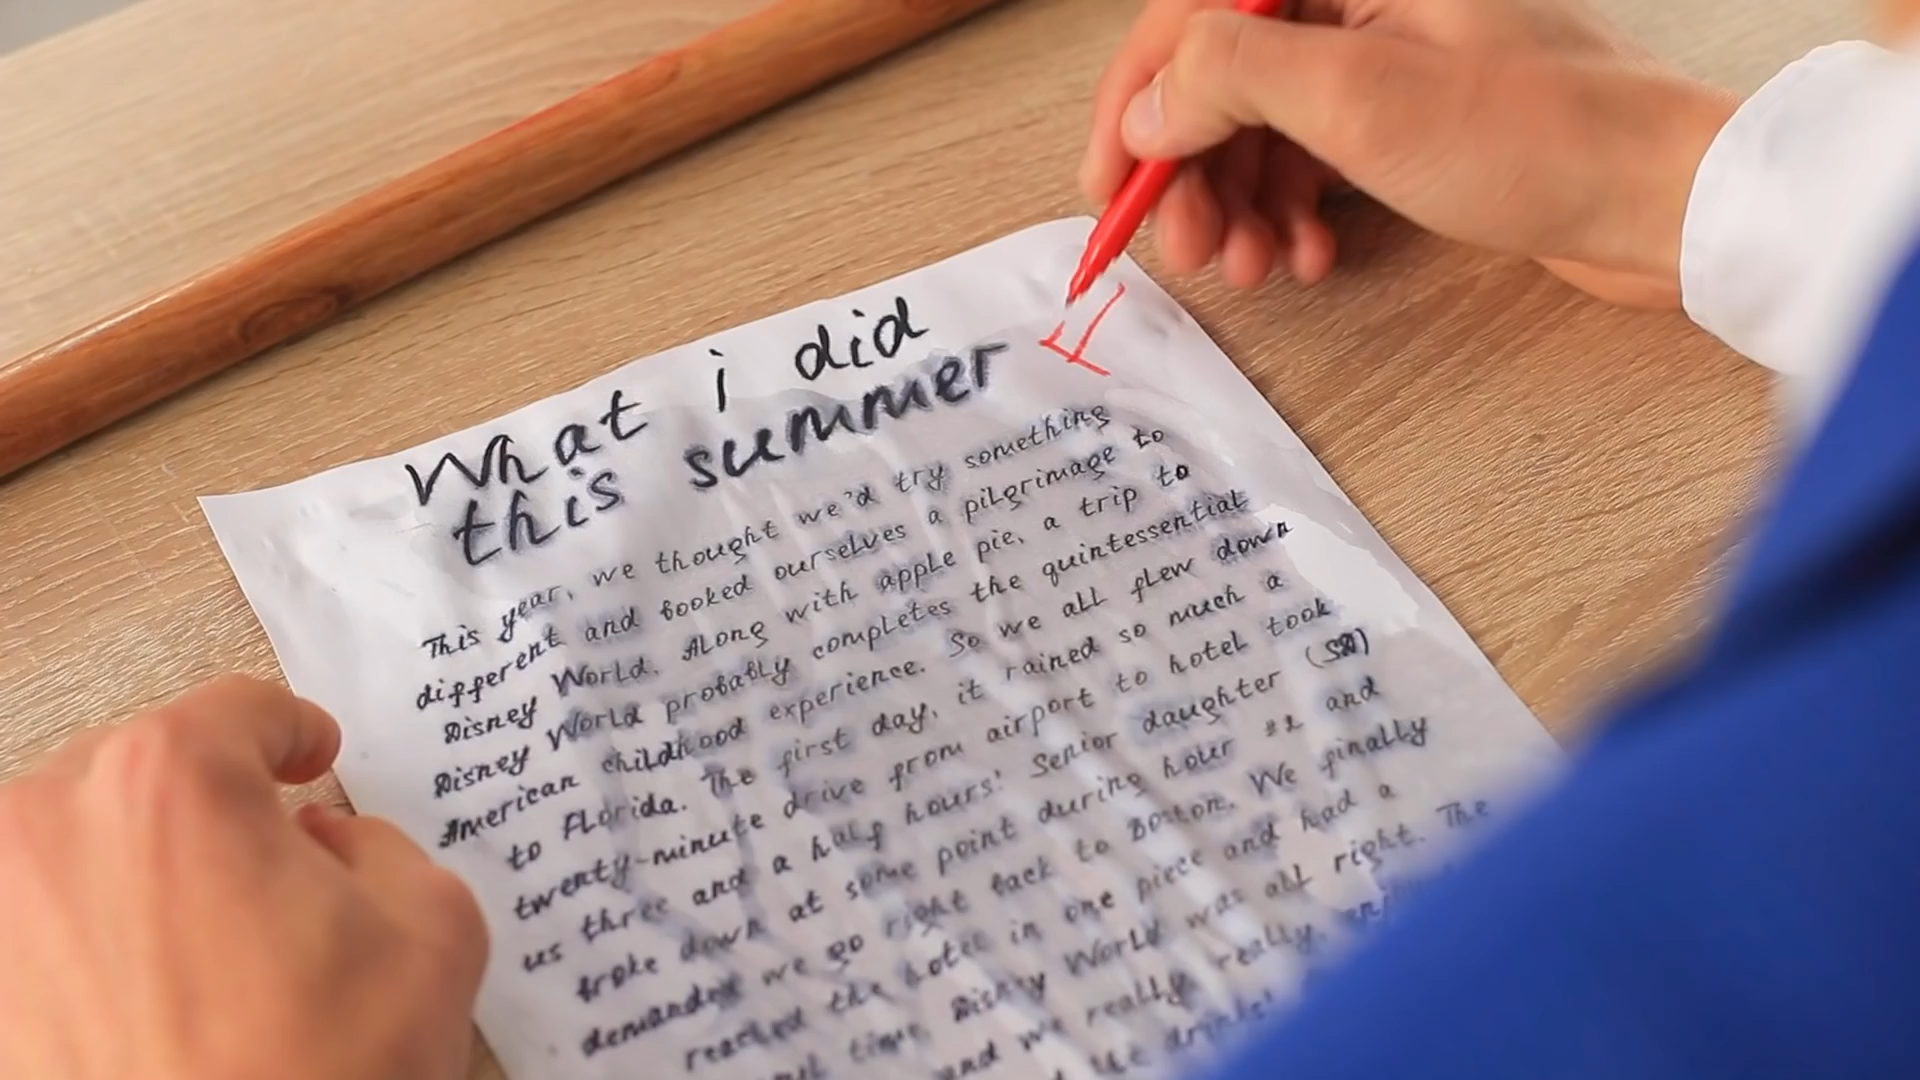 What i did
this summer
This year, we thought we'd try something
different and booked ourselves a pilgrimage to
Disney World. Along with apple pie, a trip to
Disney World probably completes the quintessential
American childhood experience. So we all flew down
to Florida. The first day, it rained so much a
twenty-minute drive from airport to hotel took
us three and a half hours! Senior daughter
broke down at some point during hour #2 and
demanded we go right back to Boston. We finally
reached the hotel in one piece and had a
time. Disney World was all right. The
and we really really,